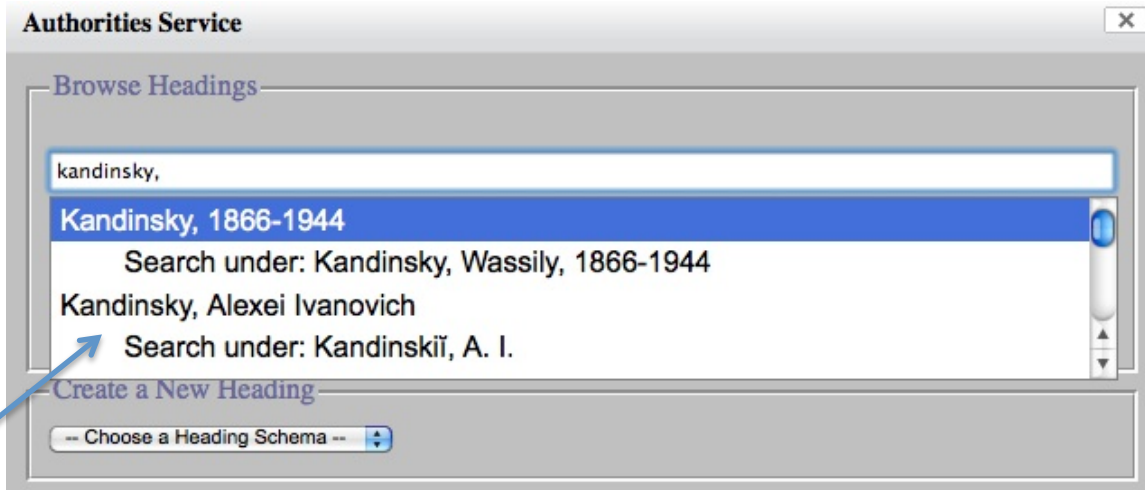 Authorities Service
Browse Headings
kandinsky,
Kandinsky, 1866-1944
Search under: Kandinsky, Wassily, 1866-1944
Kandinsky, Alexei Ivanovich
Search under: Kandinskiĭ, A. I.
Create a New Heading
-- Choose a Heading Schema --